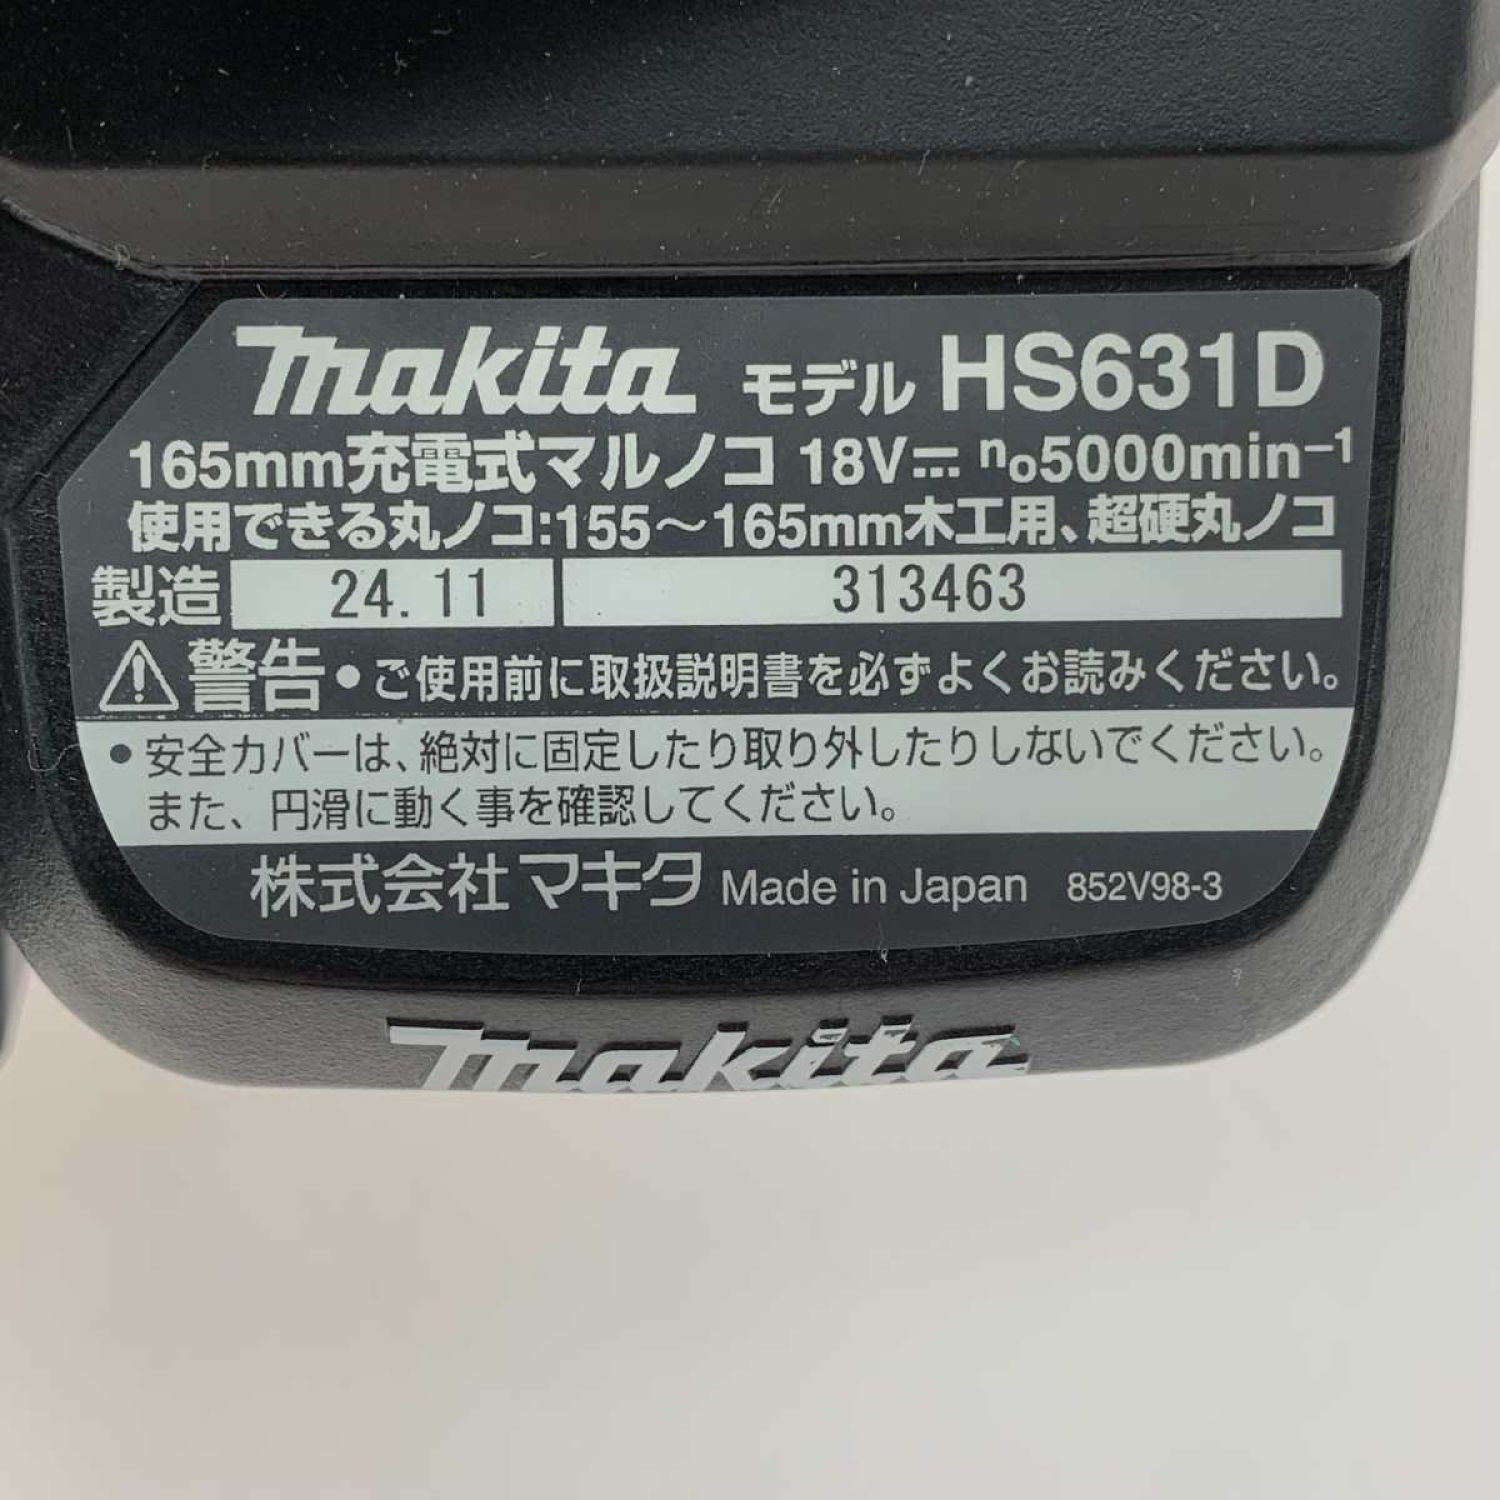 makita モデル HS631D
165mm充電式マルノコ 18V⎓ n₀5000min⁻¹
使用できる丸ノコ:155～165mm木工用、超硬丸ノコ
製造 24.11 313463
⚠警告 •ご使用前に取扱説明書を必ずよくお読みください。
•安全カバーは、絶対に固定したり取り外したりしないでください。
また、円滑に動く事を確認してください。
株式会社マキタ Made in Japan 852V98-3
makita